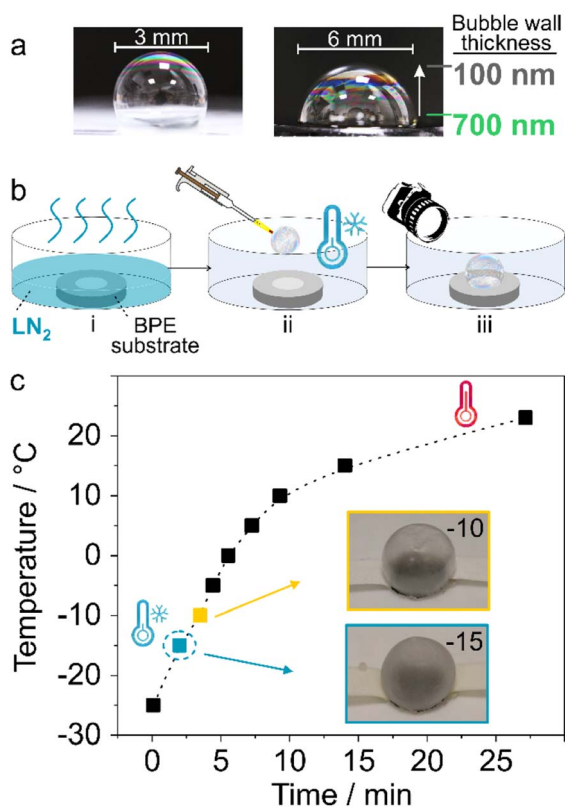 a
3 mm
6 mm
Bubble wall
thickness
100 nm
700 nm
b
LN2
i
BPE
substrate
ii
iii
c
Temperature / °C
20
10
0
-10
-20
-30
-10
-15
0
5
10
15
20
25
Time / min